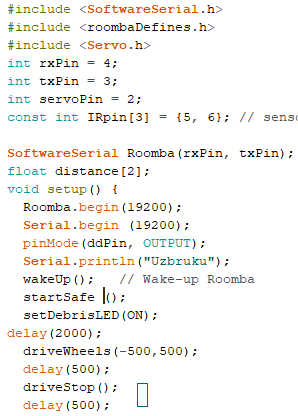 #include <SoftwareSerial.h>
#include <roombaDefines.h>
#include <Servo.h>
int rxPin = 4;
int txPin = 3;
int servoPin = 2;
const int IRpin[3] = {5, 6}; // senso
SoftwareSerial Roomba(rxPin, txPin);
float distance[2];
void setup() {
  Roomba.begin(19200);
  Serial.begin (19200);
  pinMode(ddPin, OUTPUT);
  Serial.println("Uzbruku");
  wakeUp();   // Wake-up Roomba
  startSafe ();
  setDebrisLED(ON);
delay(2000);
  driveWheels(-500,500);
  delay(500);
  driveStop();
  delay(500);